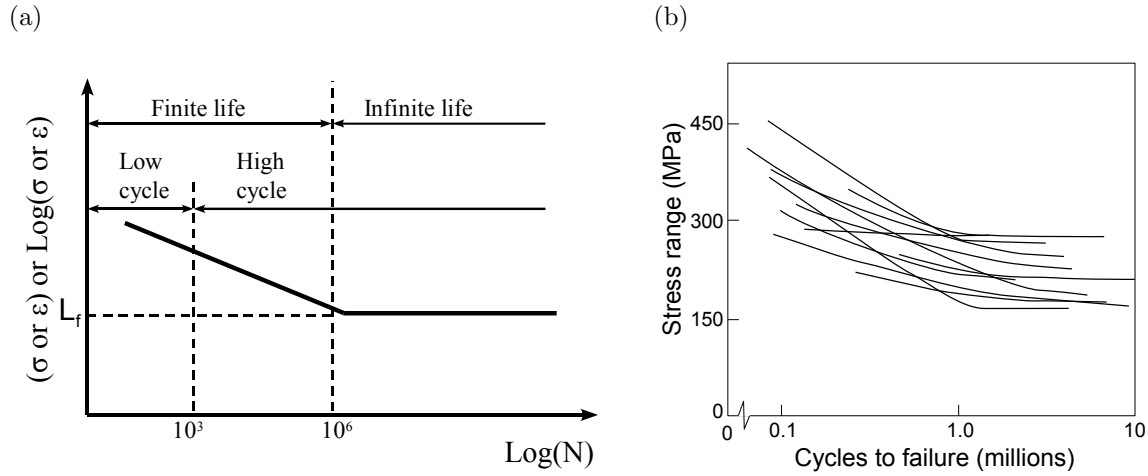 (a)
(σ or ε) or Log(σ or ε)
Finite life
Infinite life
Low
cycle
High
cycle
L_f
10³
10⁶
Log(N)
(b)
Stress range (MPa)
450
300
150
0
0
0.1
1.0
10
Cycles to failure (millions)